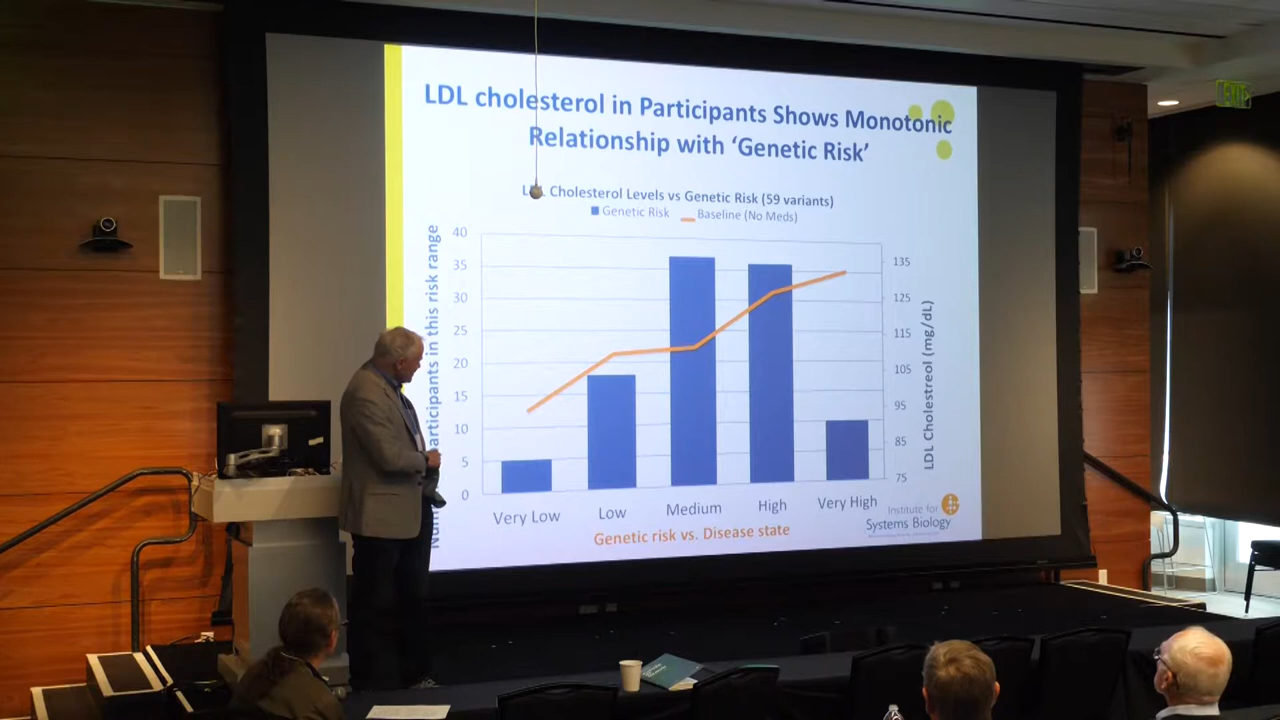 LDL cholesterol in Participants Shows Monotonic
Relationship with ‘Genetic Risk’
Cholesterol Levels vs Genetic Risk (59 variants)
Genetic Risk
Baseline (No Meds)
participants in this risk range
40
35
30
25
20
15
10
5
0
135
125
115
105
95
85
75
LDL Cholestreol (mg/dL)
Very Low
Low
Medium
High
Very High
Genetic risk vs. Disease state
Institute for
Systems Biology
EXIT